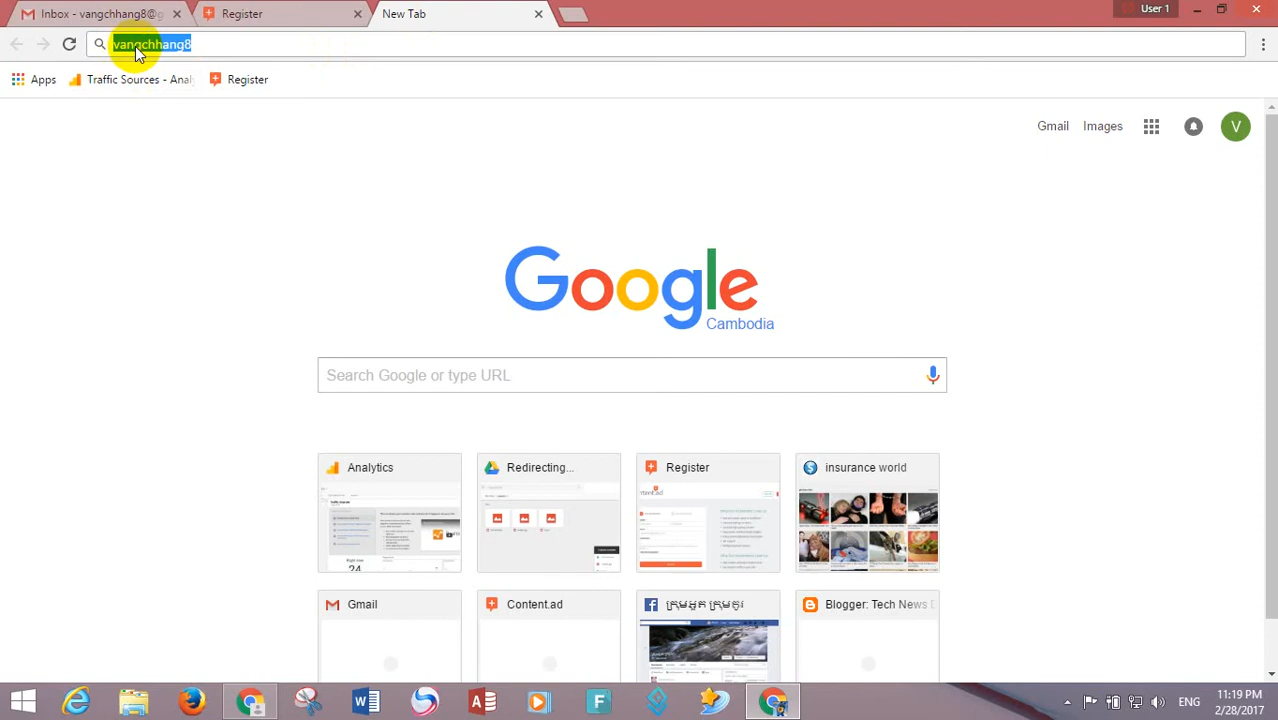 Inbox - vangchhang8@g
Register
New Tab
User 1
vangchhang8
Apps
Traffic Sources - Analy
Register
Gmail
Images
V
Google
Cambodia
Search Google or type URL
Analytics
Redirecting...
Register
insurance world
Gmail
Content.ad
Blogger: Tech News D
ENG
11:19 PM
2/28/2017